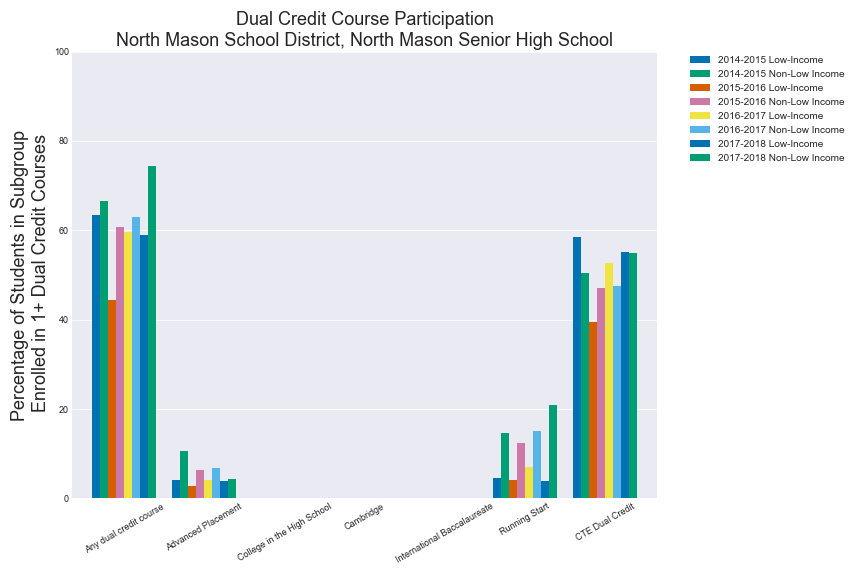 Dual Credit Course Participation
North Mason School District, North Mason Senior High School
Percentage of Students in Subgroup
Enrolled in 1+ Dual Credit Courses
100
80
60
40
20
0
Any dual credit course
Advanced Placement
College in the High School
Cambridge
International Baccalaureate
Running Start
CTE Dual Credit
2014-2015 Low-Income
2014-2015 Non-Low Income
2015-2016 Low-Income
2015-2016 Non-Low Income
2016-2017 Low-Income
2016-2017 Non-Low Income
2017-2018 Low-Income
2017-2018 Non-Low Income